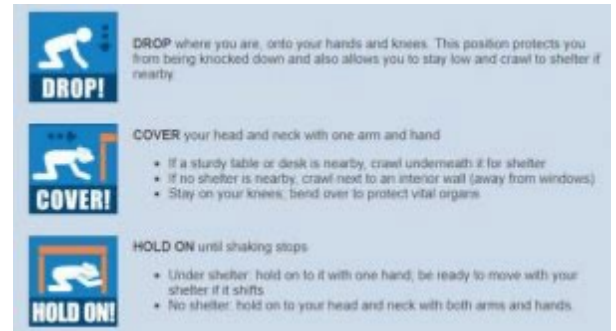 DROP!
DROP where you are, onto your hands and knees. This position protects you
from being knocked down and also allows you to stay low and crawl to shelter if
nearby.
COVER!
COVER your head and neck with one arm and hand
• If a sturdy table or desk is nearby, crawl underneath it for shelter
• If no shelter is nearby, crawl next to an interior wall (away from windows)
• Stay on your knees; bend over to protect vital organs
HOLD ON!
HOLD ON until shaking stops
• Under shelter: hold on to it with one hand; be ready to move with your
shelter if it shifts
• No shelter: hold on to your head and neck with both arms and hands.